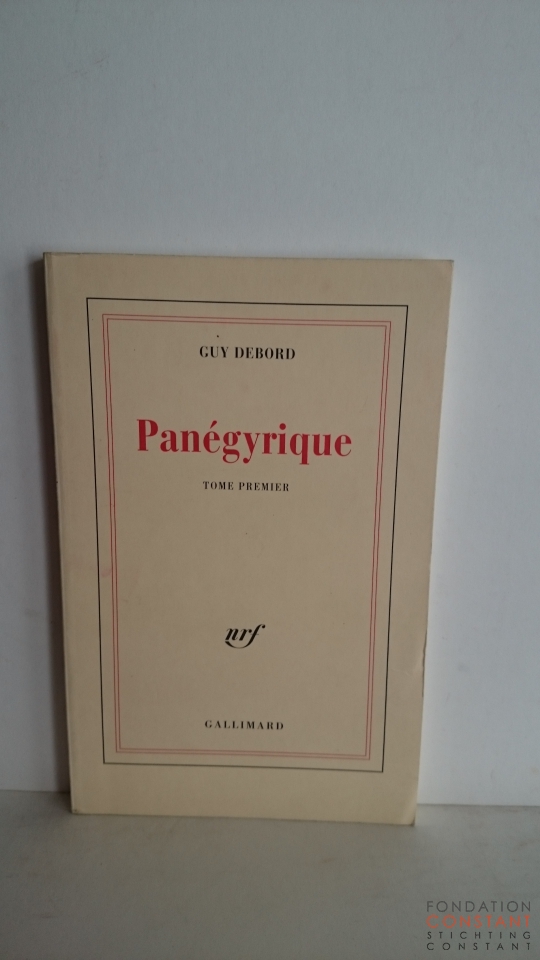 GUY DEBORD
Panégyrique
TOME PREMIER
nrf
GALLIMARD
FONDATION
CONSTANT
STICHTING
CONSTANT